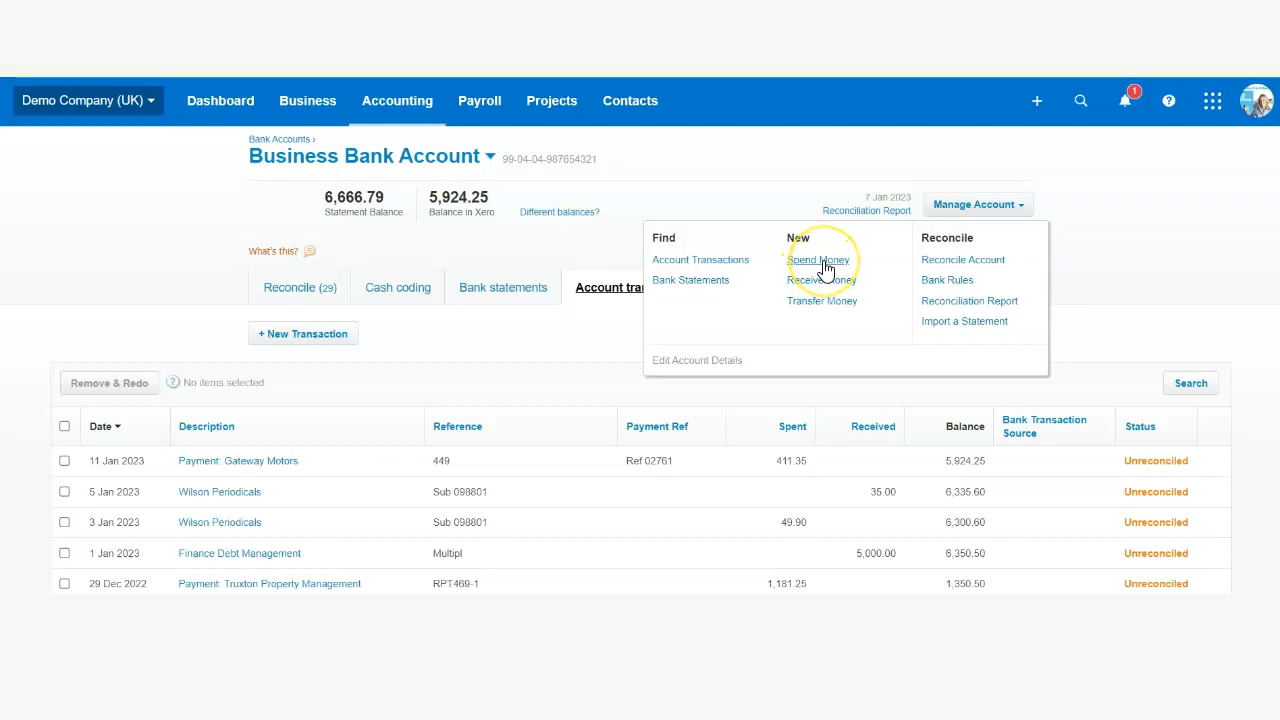 Demo Company (UK)
Dashboard
Business
Accounting
Payroll
Projects
Contacts
1
Bank Accounts ›
Business Bank Account
99-04-04-987654321
6,666.79
Statement Balance
5,924.25
Balance in Xero
Different balances?
7 Jan 2023
Reconciliation Report
Manage Account
What's this?
Find
Account Transactions
Bank Statements
New
Spend Money
Receive Money
Transfer Money
Reconcile
Reconcile Account
Bank Rules
Reconciliation Report
Import a Statement
Edit Account Details
Reconcile (29)
Cash coding
Bank statements
Account tra
+ New Transaction
Remove & Redo
? No items selected
Search
Date Description Reference Payment Ref Spent Received Balance Bank Transaction Source Status
11 Jan 2023 Payment: Gateway Motors 449 Ref 02761 411.35 5,924.25 Unreconciled
5 Jan 2023 Wilson Periodicals Sub 098801 35.00 6,335.60 Unreconciled
3 Jan 2023 Wilson Periodicals Sub 098801 49.90 6,300.60 Unreconciled
1 Jan 2023 Finance Debt Management Multipl 5,000.00 6,350.50 Unreconciled
29 Dec 2022 Payment: Truxton Property Management RPT469-1 1,181.25 1,350.50 Unreconciled